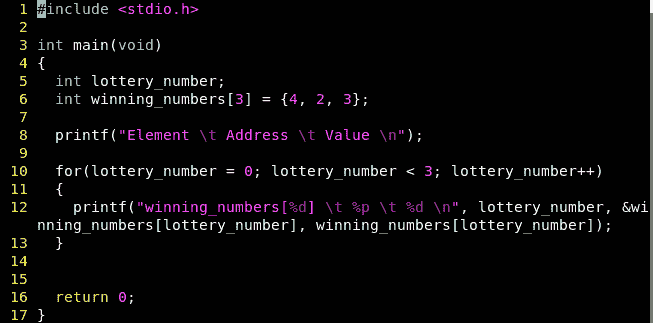 1 #include <stdio.h>
2
3 int main(void)
4 {
5   int lottery_number;
6   int winning_numbers[3] = {4, 2, 3};
7
8   printf("Element \t Address \t Value \n");
9
10   for(lottery_number = 0; lottery_number < 3; lottery_number++)
11   {
12     printf("winning_numbers[%d] \t %p \t %d \n", lottery_number, &wi
nning_numbers[lottery_number], winning_numbers[lottery_number]);
13   }
14
15
16   return 0;
17 }